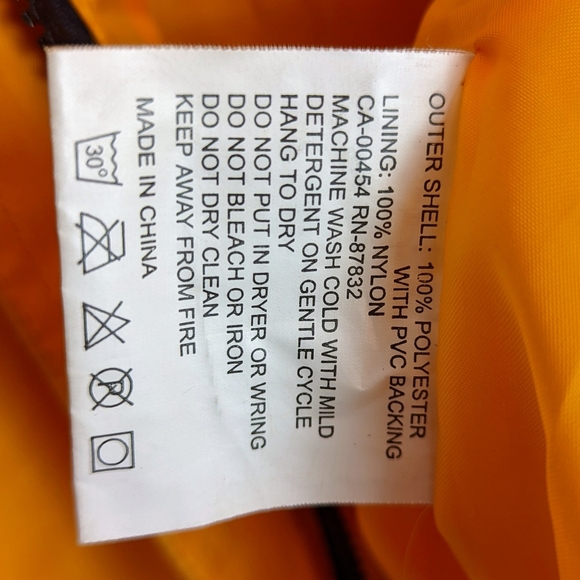 OUTER SHELL: 100% POLYESTER
WITH PVC BACKING
LINING: 100% NYLON
CA-00454 RN-87832
MACHINE WASH COLD WITH MILD
DETERGENT ON GENTLE CYCLE
HANG TO DRY
DO NOT PUT IN DRYER OR WRING
DO NOT BLEACH OR IRON
DO NOT DRY CLEAN
KEEP AWAY FROM FIRE
MADE IN CHINA
30°